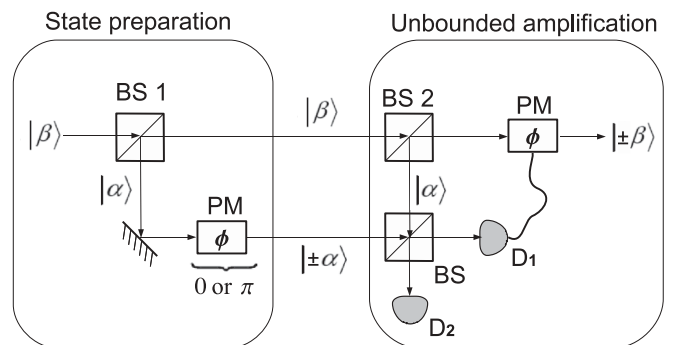 State preparation
Unbounded amplification
BS 1
BS 2
PM
|β⟩
|β⟩
ϕ
|±β⟩
|α⟩
|α⟩
PM
ϕ
|±α⟩
0 or π
BS
D1
D2